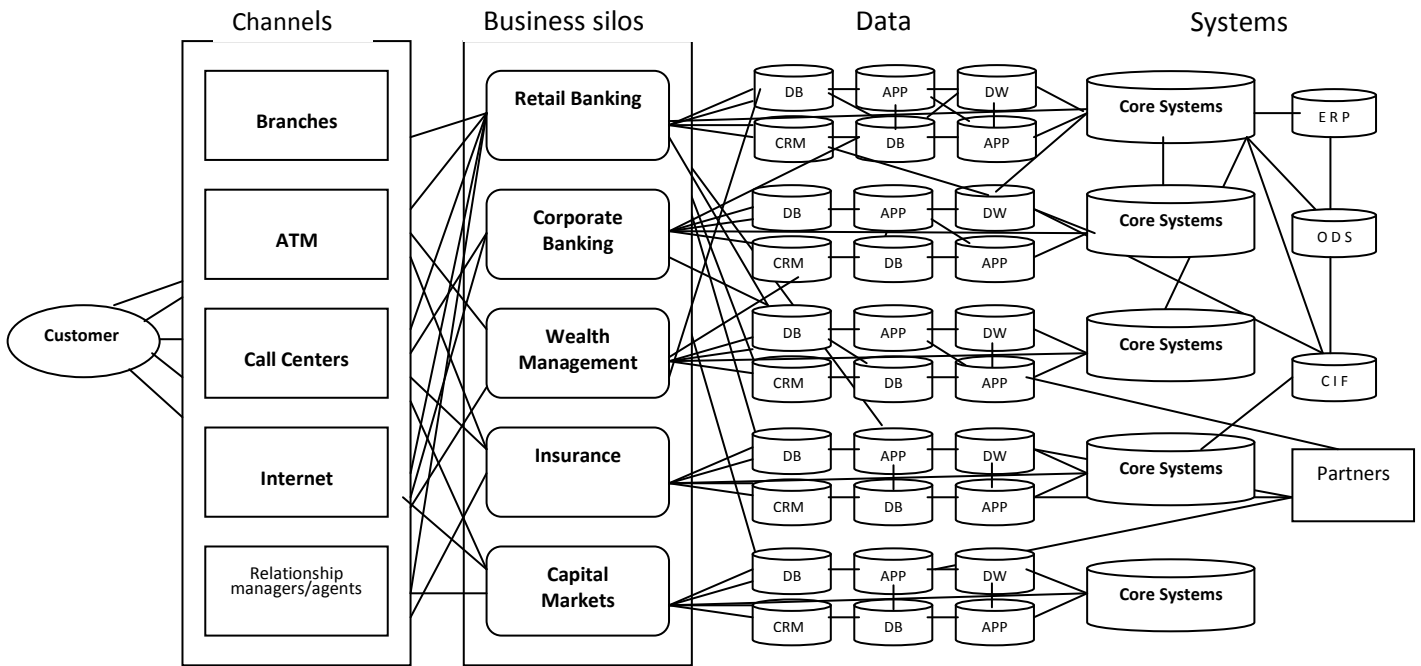 Channels
Business silos
Data
Systems
Customer
Branches
ATM
Call Centers
Internet
Relationship
managers/agents
Retail Banking
Corporate
Banking
Wealth
Management
Insurance
Capital
Markets
DB
APP
DW
CRM
DB
APP
DB
APP
DW
CRM
DB
APP
DB
APP
DW
CRM
DB
APP
DB
APP
DW
CRM
DB
APP
DB
APP
DW
CRM
DB
APP
Core Systems
Core Systems
Core Systems
Core Systems
Core Systems
E R P
O D S
C I F
Partners